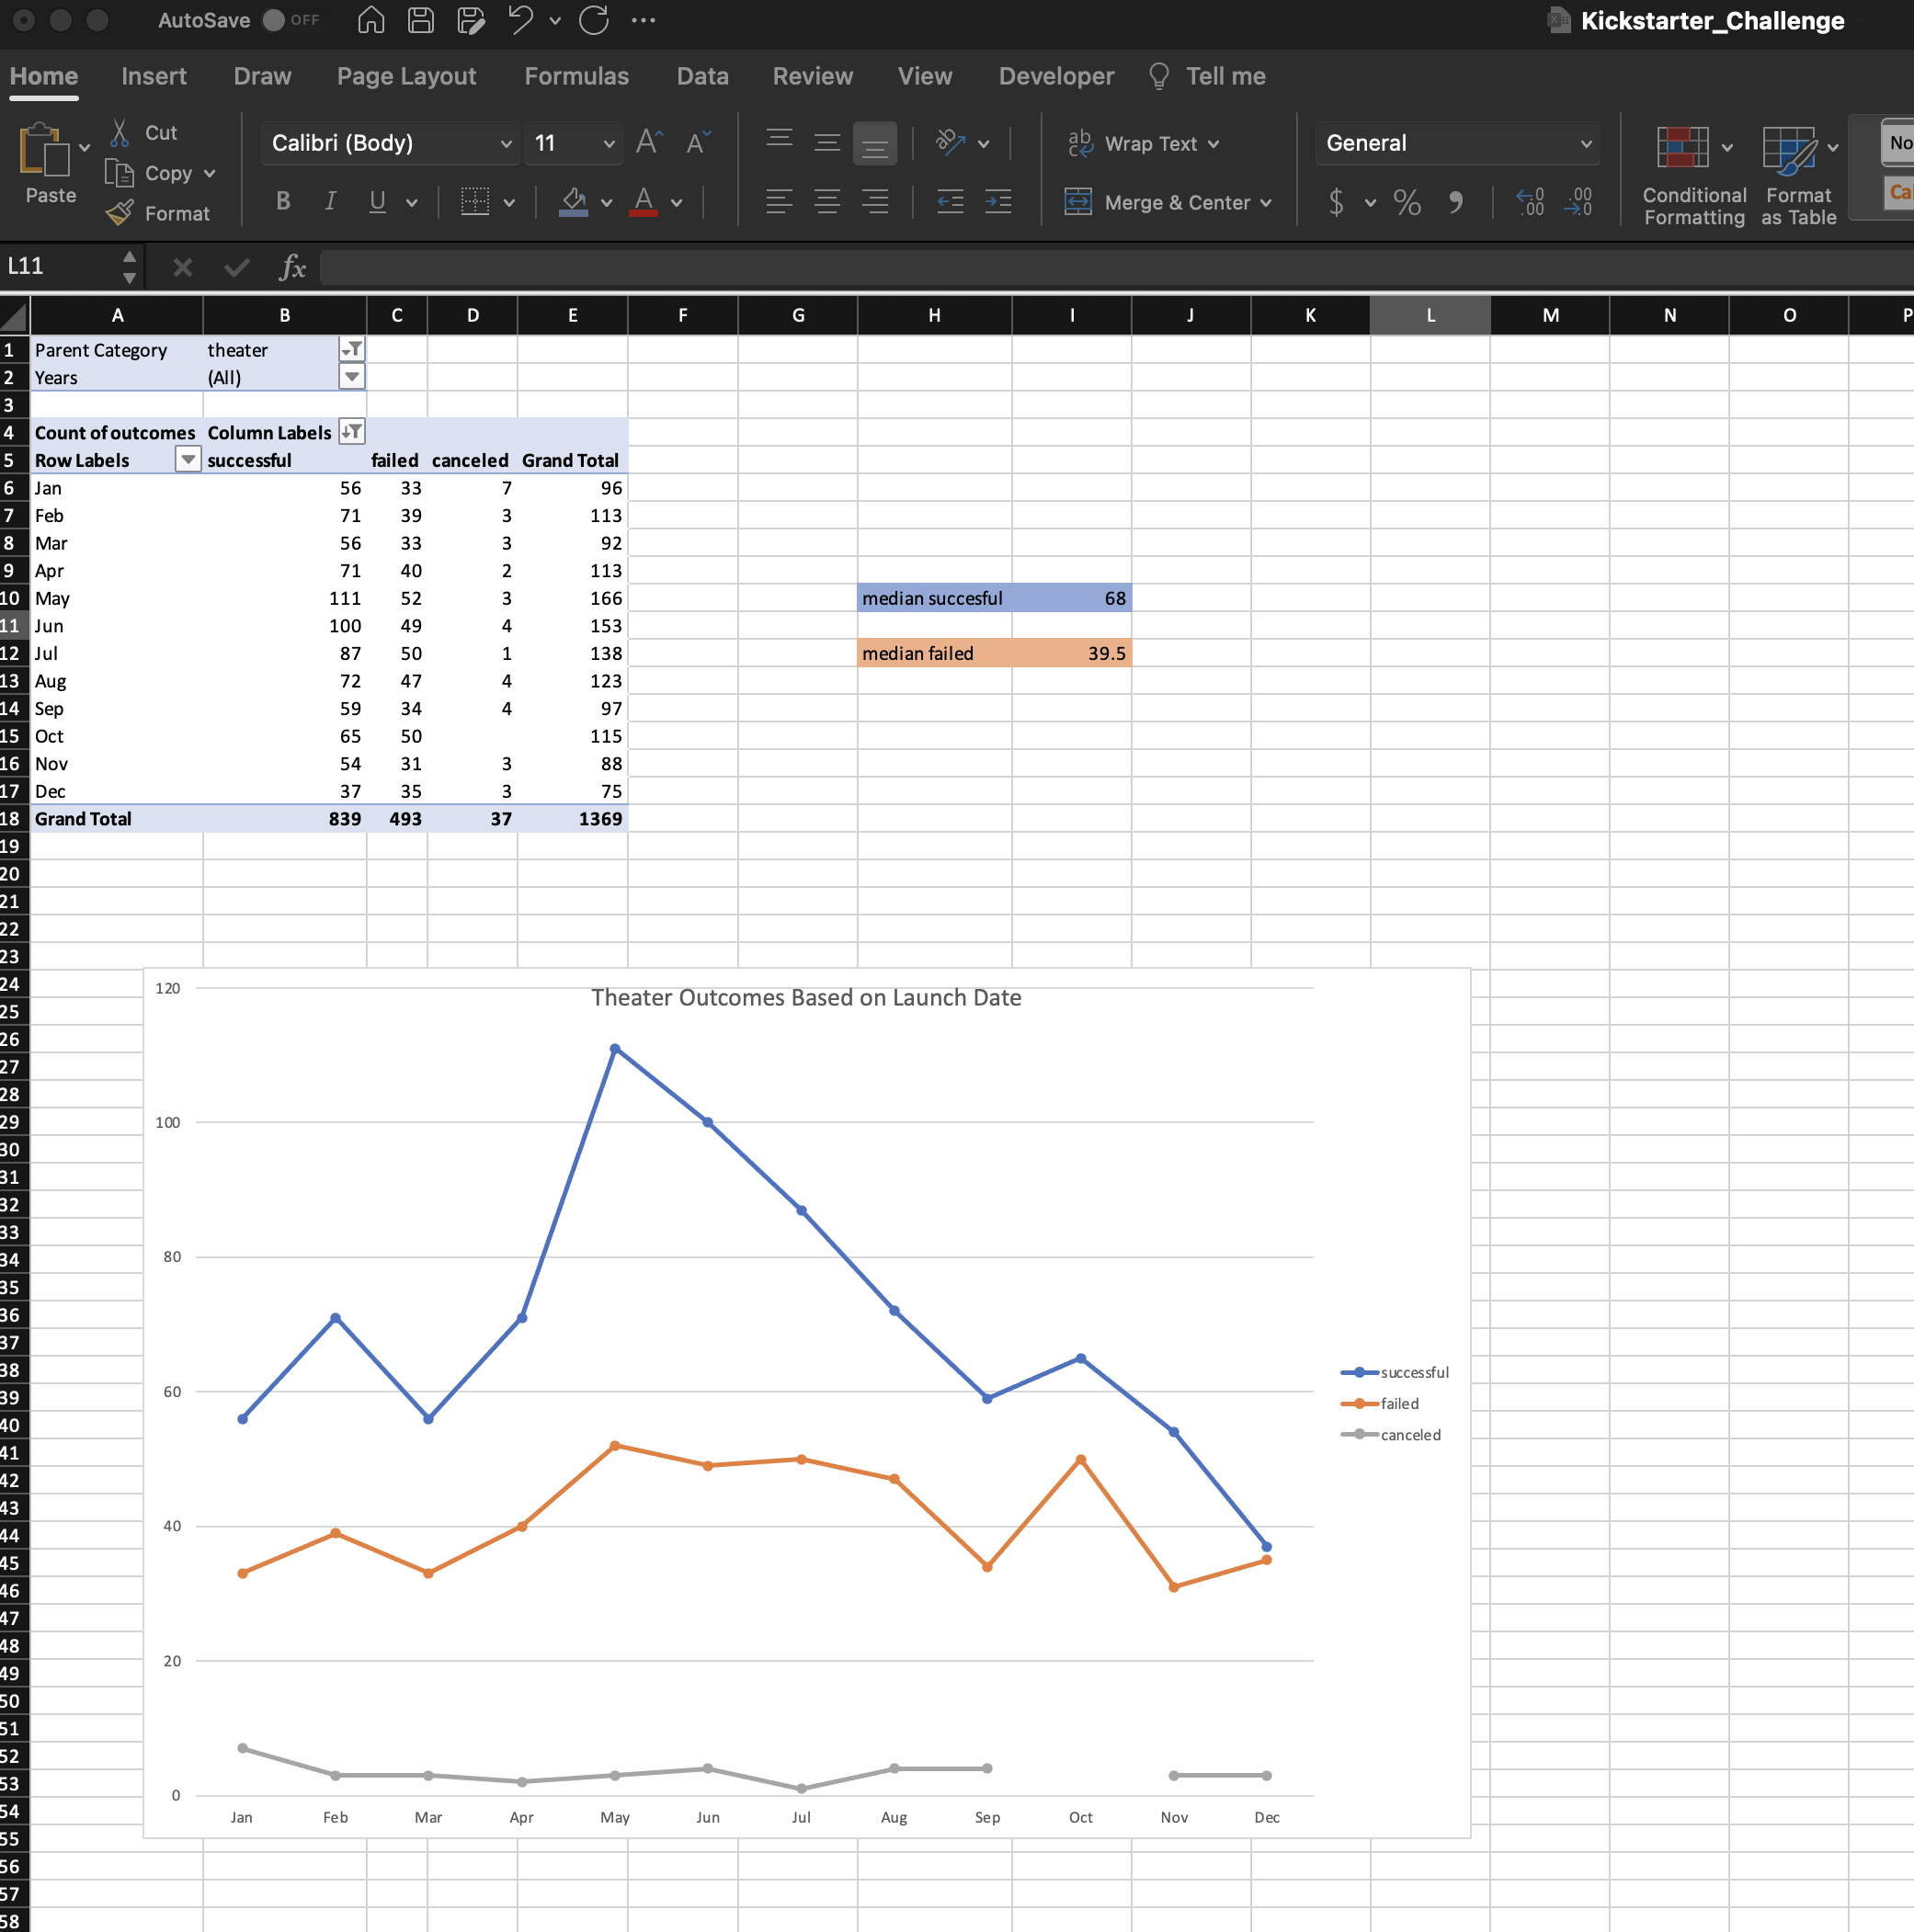 AutoSave OFF Kickstarter_Challenge
Home Insert Draw Page Layout Formulas Data Review View Developer Tell me
Paste Cut Copy Format
Calibri (Body) 11
Wrap Text Merge & Center
General
Conditional Formatting Format as Table
L11 fx
A B C D E F G H I J K L M N O P
1 Parent Category theater
2 Years (All)
3
4 Count of outcomes Column Labels
5 Row Labels successful failed canceled Grand Total
6 Jan 56 33 7 96
7 Feb 71 39 3 113
8 Mar 56 33 3 92
9 Apr 71 40 2 113
10 May 111 52 3 166 median succesful 68
11 Jun 100 49 4 153
12 Jul 87 50 1 138 median failed 39.5
13 Aug 72 47 4 123
14 Sep 59 34 4 97
15 Oct 65 50 115
16 Nov 54 31 3 88
17 Dec 37 35 3 75
18 Grand Total 839 493 37 1369
19
20
21
22
23
24
25
26
27
28
29
30
31
32
33
34
35
36
37
38
39
40
41
42
43
44
45
46
47
48
49
50
51
52
53
54
55
56
57
58
Theater Outcomes Based on Launch Date
120
100
80
60
40
20
0
Jan Feb Mar Apr May Jun Jul Aug Sep Oct Nov Dec
successful
failed
canceled